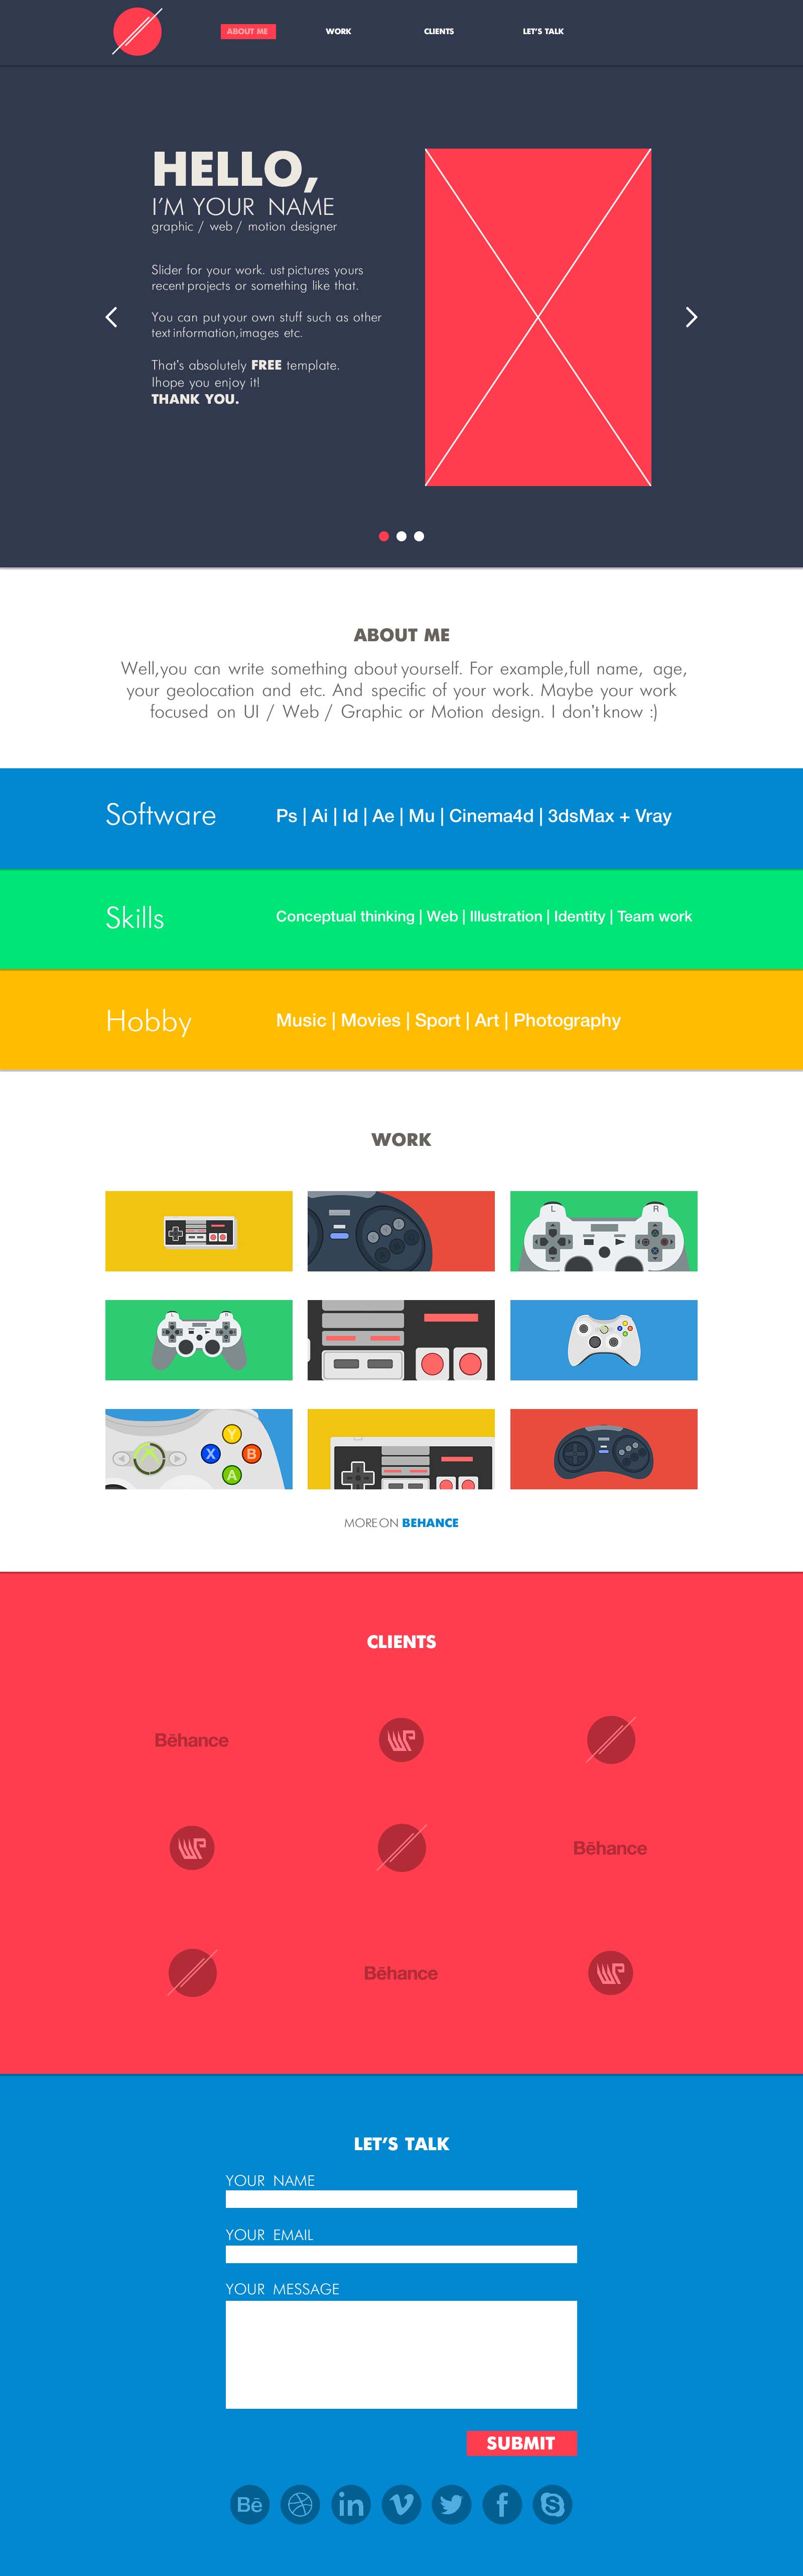 ABOUT ME
WORK
CLIENTS
LET'S TALK
HELLO,
I'M YOUR NAME
graphic / web / motion designer
Slider for your work. ust pictures yours
recent projects or something like that.
You can put your own stuff such as other
text information,images etc.
That's absolutely FREE template.
Ihope you enjoy it!
THANK YOU.
ABOUT ME
Well,you can write something about yourself. For example,full name, age,
your geolocation and etc. And specific of your work. Maybe your work
focused on UI / Web / Graphic or Motion design. I don't know :)
Software
Ps | Ai | Id | Ae | Mu | Cinema4d | 3dsMax + Vray
Skills
Conceptual thinking | Web | Illustration | Identity | Team work
Hobby
Music | Movies | Sport | Art | Photography
WORK
L R
L R
Y
X B
A
MORE ON BEHANCE
CLIENTS
Bēhance
Bēhance
Bēhance
LET'S TALK
YOUR NAME
YOUR EMAIL
YOUR MESSAGE
SUBMIT
Bē in f S